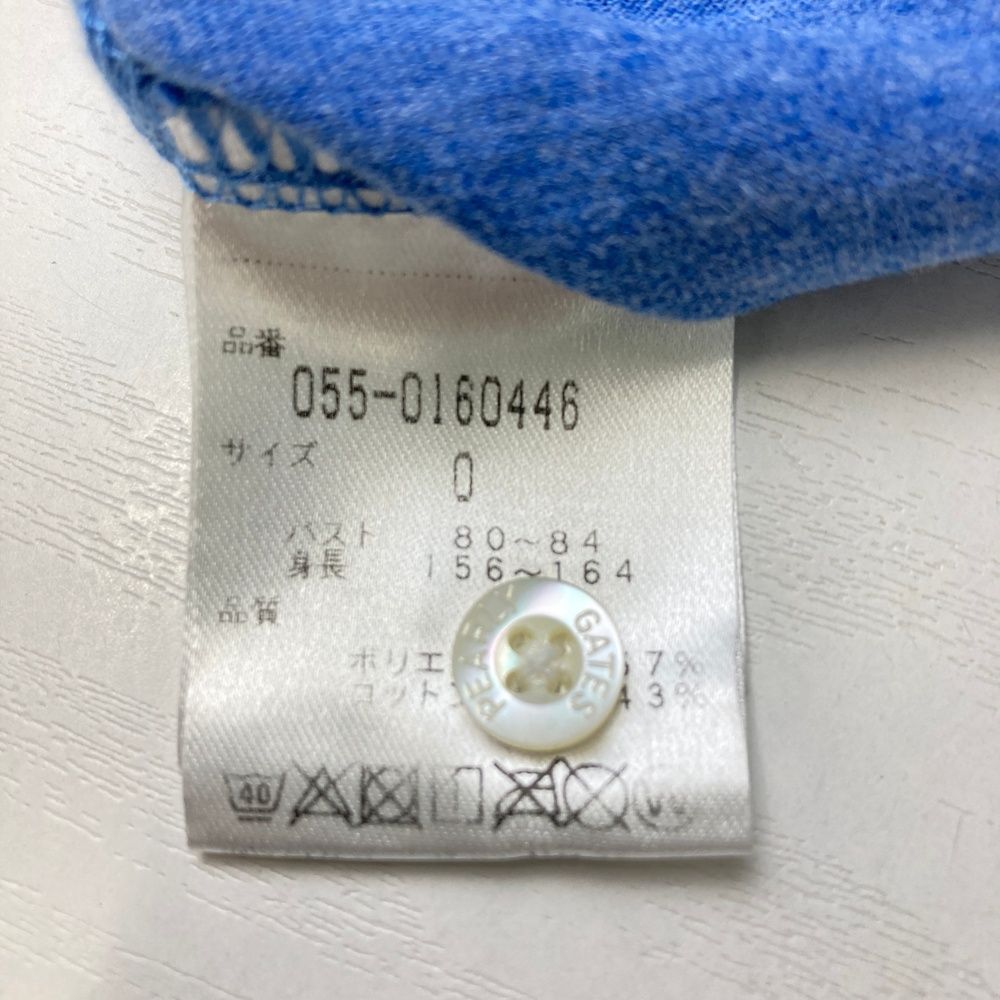 品番
055-0160446
サイズ
0
バスト 80～84
身長 156～164
品質
ポリエ 57%
コット 43%
PEARLY GATES
40